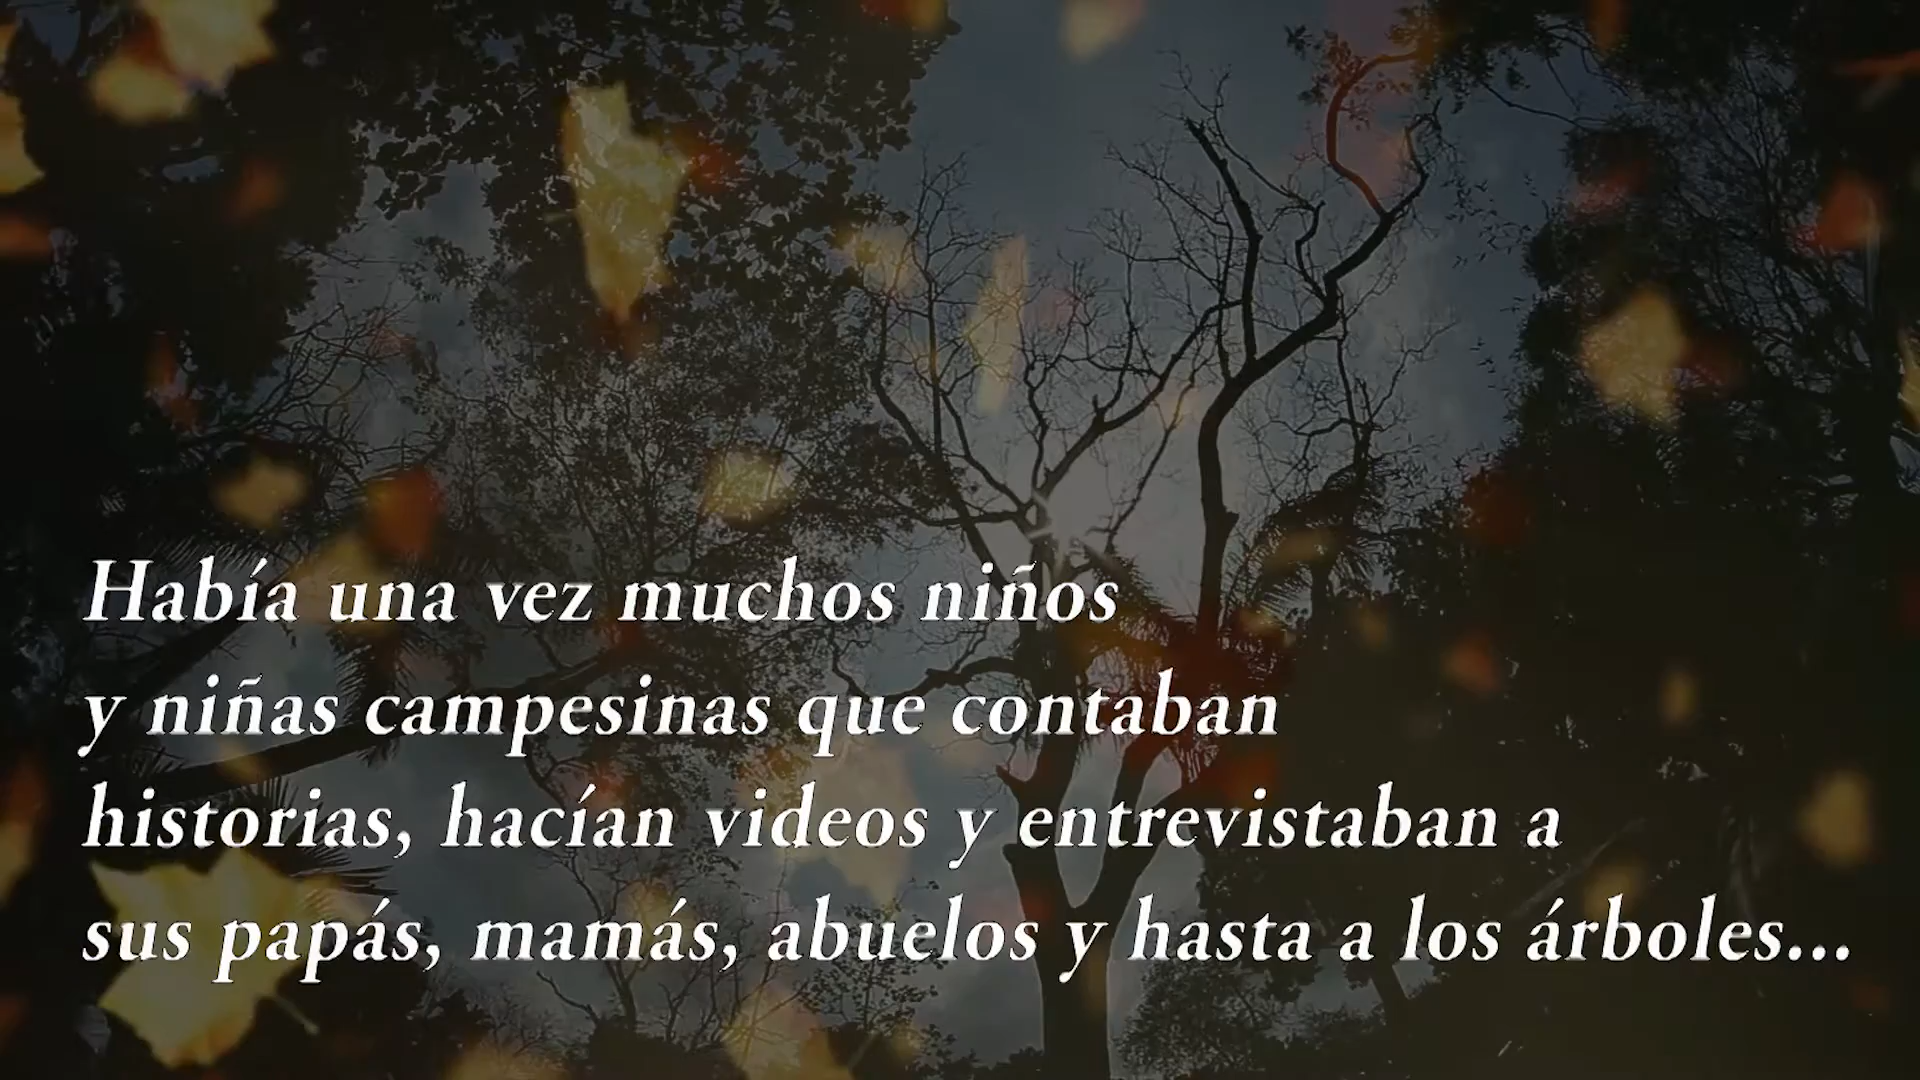 Había una vez muchos niños
y niñas campesinas que contaban
historias, hacían videos y entrevistaban a
sus papás, mamás, abuelos y hasta a los árboles...